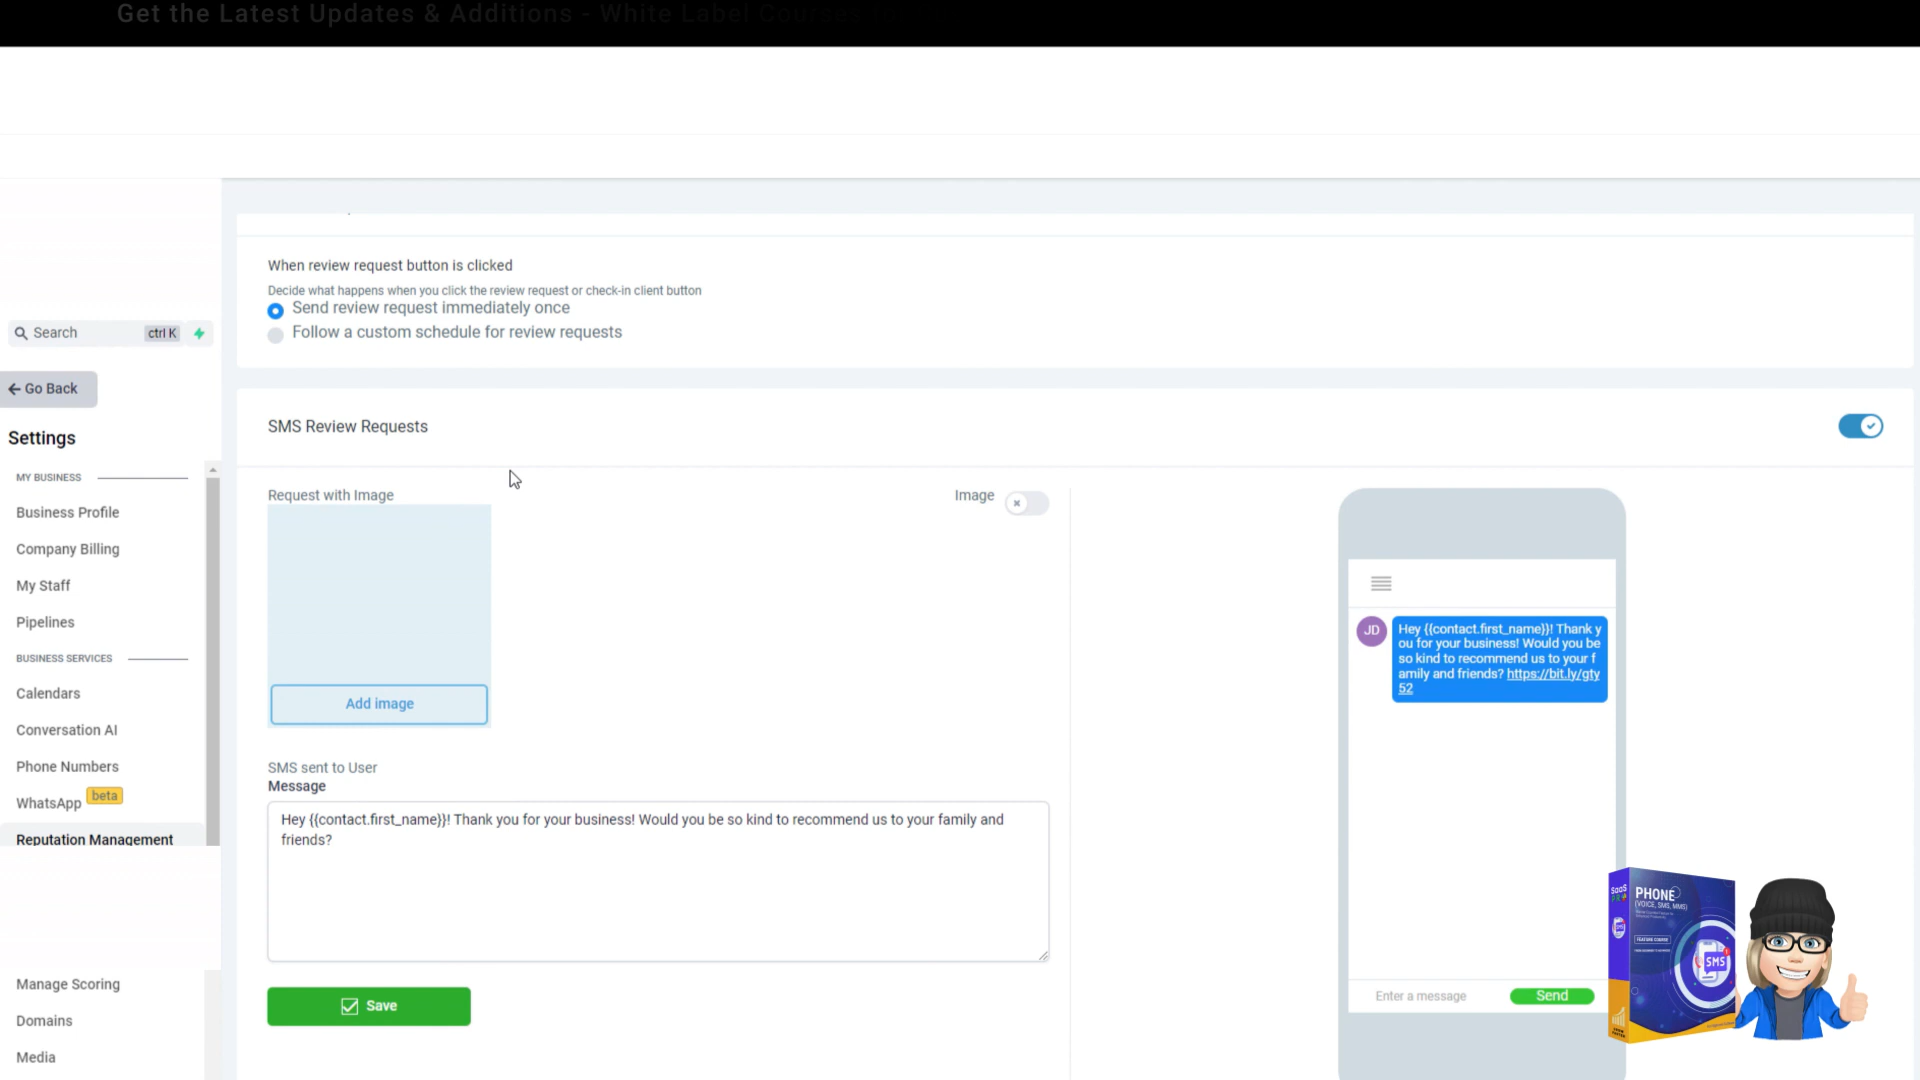 Get the Latest Updates & Additions - White Label Courses
When review request button is clicked
Decide what happens when you click the review request or check-in client button
Send review request immediately once
Follow a custom schedule for review requests
Search
ctrl K
Go Back
Settings
MY BUSINESS
Business Profile
Company Billing
My Staff
Pipelines
BUSINESS SERVICES
Calendars
Conversation AI
Phone Numbers
WhatsApp beta
Reputation Management
Manage Scoring
Domains
Media
SMS Review Requests
Request with Image
Image
Add image
SMS sent to User
Message
Hey {{contact.first_name}}! Thank you for your business! Would you be so kind to recommend us to your family and
friends?
Save
JD
Hey {{contact.first_name}}! Thank y
ou for your business! Would you be
so kind to recommend us to your f
amily and friends? https://bit.ly/gty
52
Enter a message
Send
SaaS
PHONE
(VOICE, SMS, MMS)
FEATURE COURSE
SMS